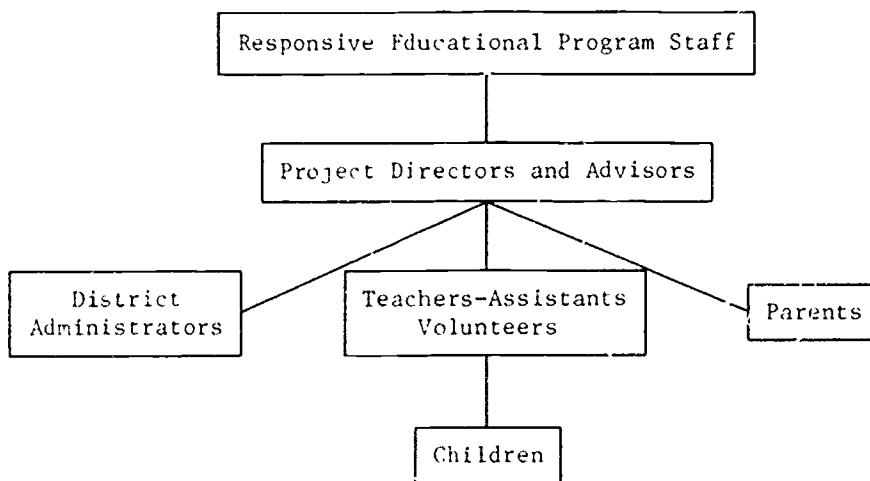 Responsive Educational Program Staff
Project Directors and Advisors
District
Administrators
Teachers-Assistants
Volunteers
Parents
Children